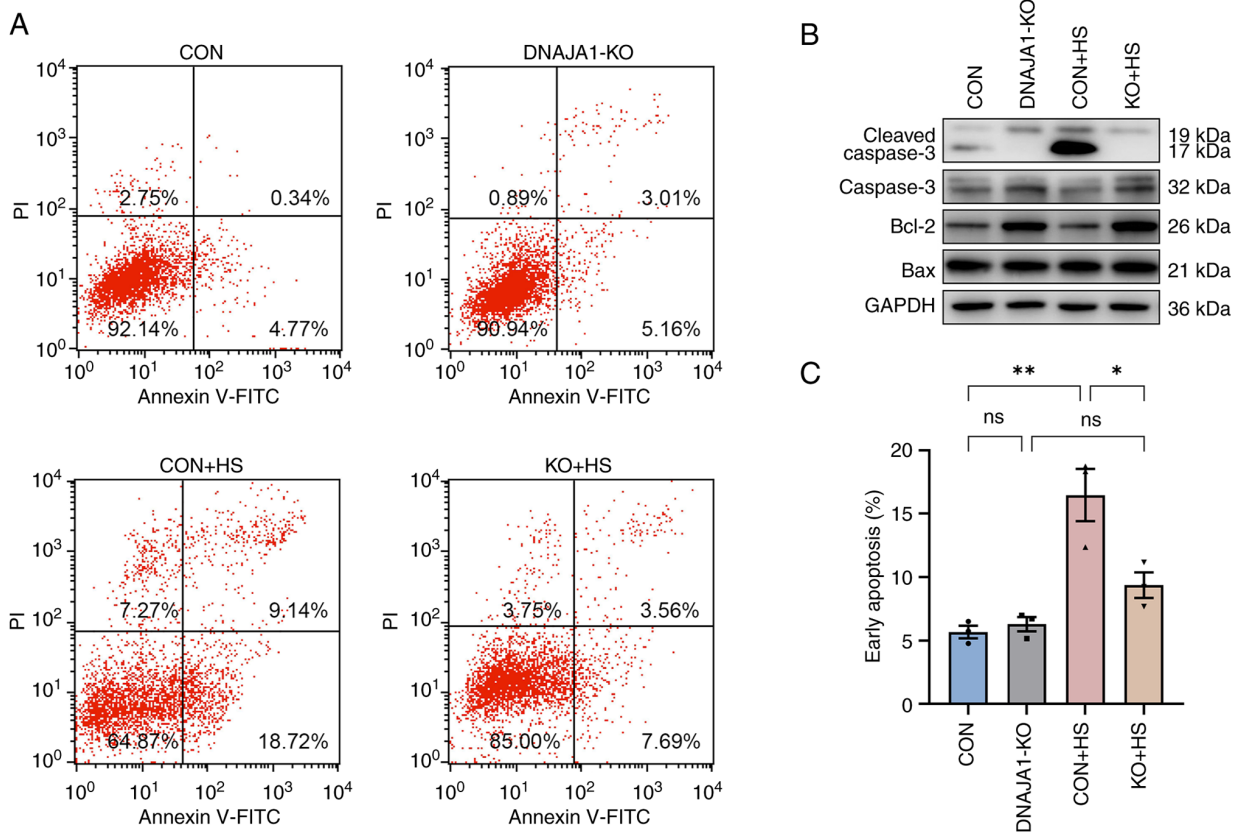 A
CON
10⁴
10³
10²
10¹
10⁰
PI
2.75%
0.34%
92.14%
4.77%
10⁰ 10¹ 10² 10³ 10⁴
Annexin V-FITC
DNAJA1-KO
10⁴
10³
10²
10¹
10⁰
PI
0.89%
3.01%
90.94%
5.16%
10⁰ 10¹ 10² 10³ 10⁴
Annexin V-FITC
CON+HS
10⁴
10³
10²
10¹
10⁰
PI
7.27%
9.14%
64.87%
18.72%
10⁰ 10¹ 10² 10³ 10⁴
Annexin V-FITC
KO+HS
10⁴
10³
10²
10¹
10⁰
PI
3.75%
3.56%
85.00%
7.69%
10⁰ 10¹ 10² 10³ 10⁴
Annexin V-FITC
B
CON
DNAJA1-KO
CON+HS
KO+HS
Cleaved
caspase-3
19 kDa
17 kDa
Caspase-3
32 kDa
Bcl-2
26 kDa
Bax
21 kDa
GAPDH
36 kDa
C
**
*
ns
ns
Early apoptosis (%)
20
15
10
5
0
CON
DNAJA1-KO
CON+HS
KO+HS